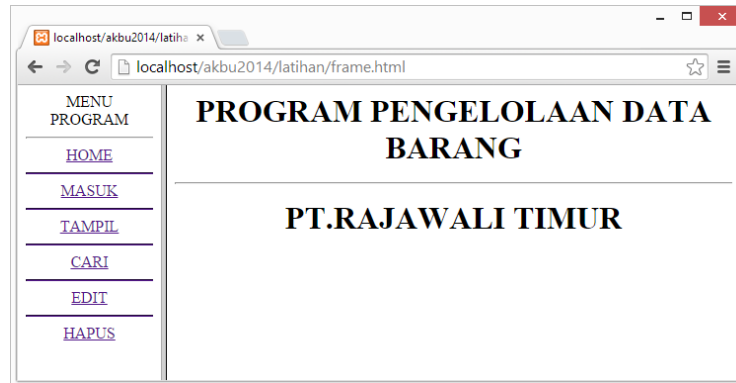 localhost/akbu2014/latiha
localhost/akbu2014/latihan/frame.html
MENU
PROGRAM
HOME
MASUK
TAMPIL
CARI
EDIT
HAPUS
PROGRAM PENGELOLAAN DATA
BARANG
PT.RAJAWALI TIMUR